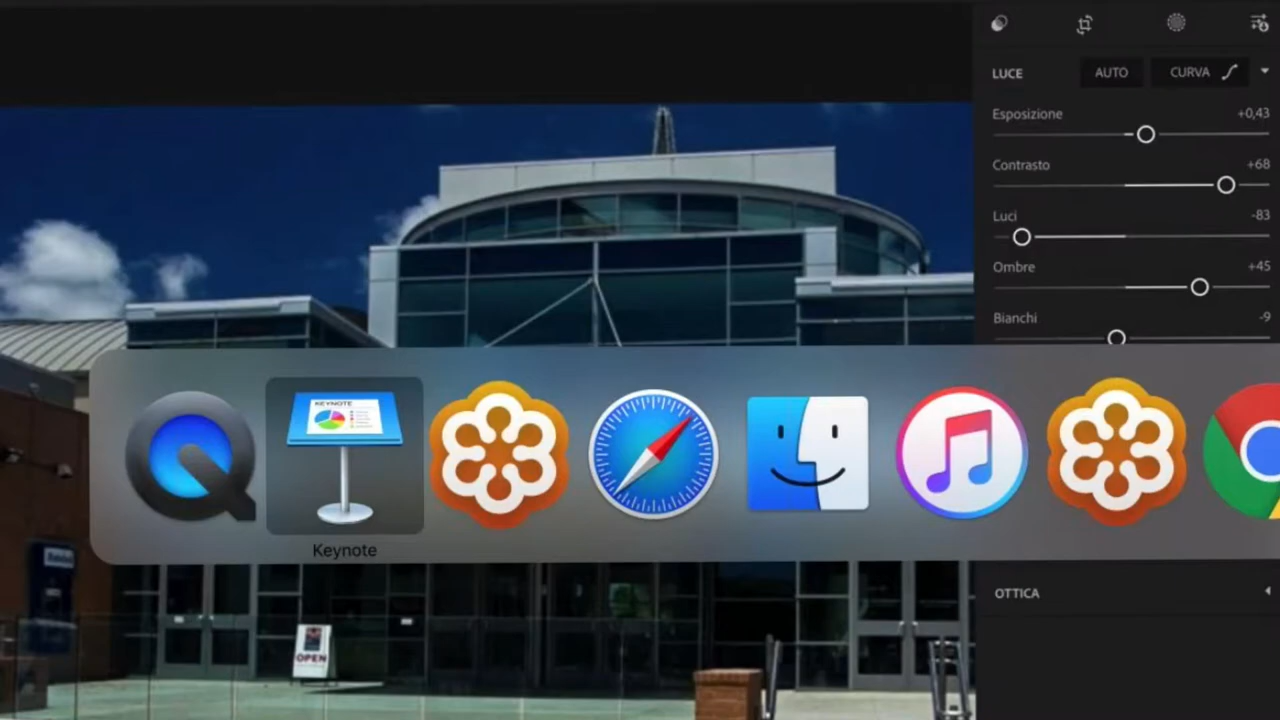 LUCE
AUTO
CURVA
Esposizione
+0,43
Contrasto
+68
Luci
-83
Ombre
+45
Bianchi
-9
KEYNOTE
Keynote
OTTICA
OPEN